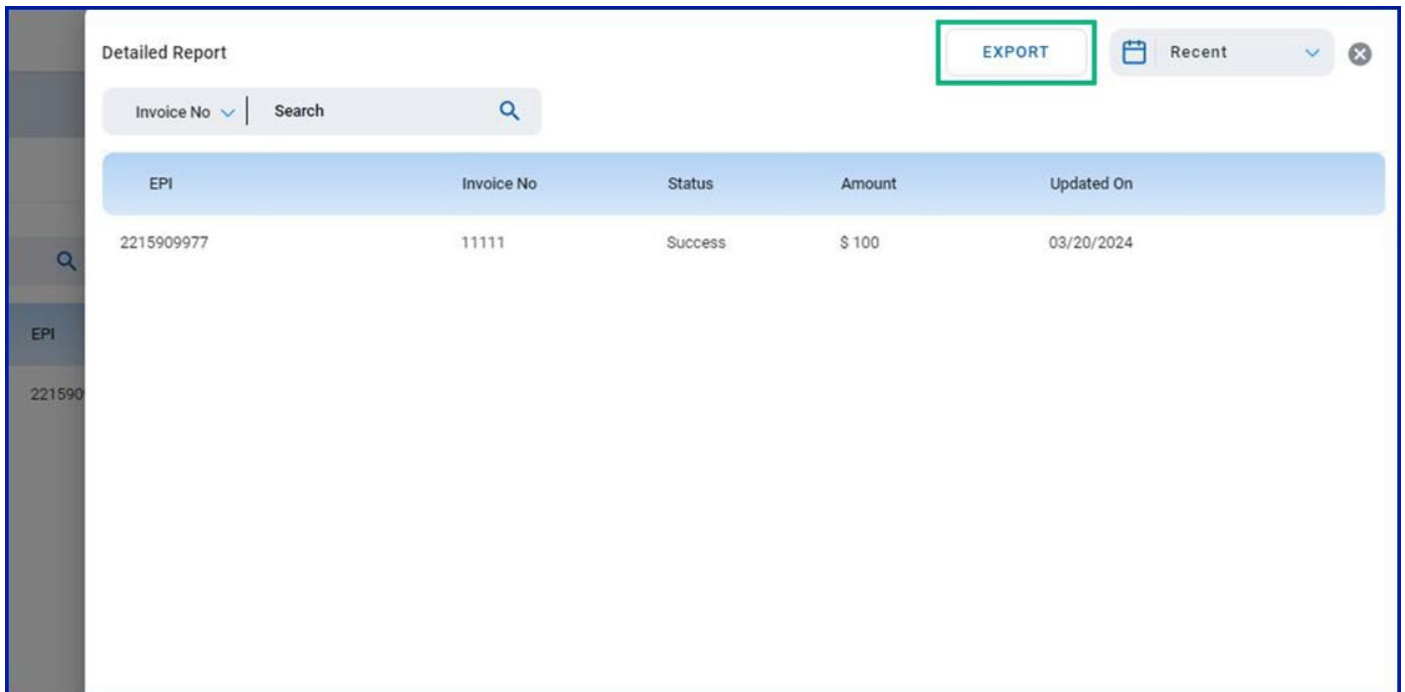 Detailed Report
EXPORT
Recent
Invoice No
Search
EPI Invoice No Status Amount Updated On
2215909977 11111 Success $ 100 03/20/2024
EPI
221590